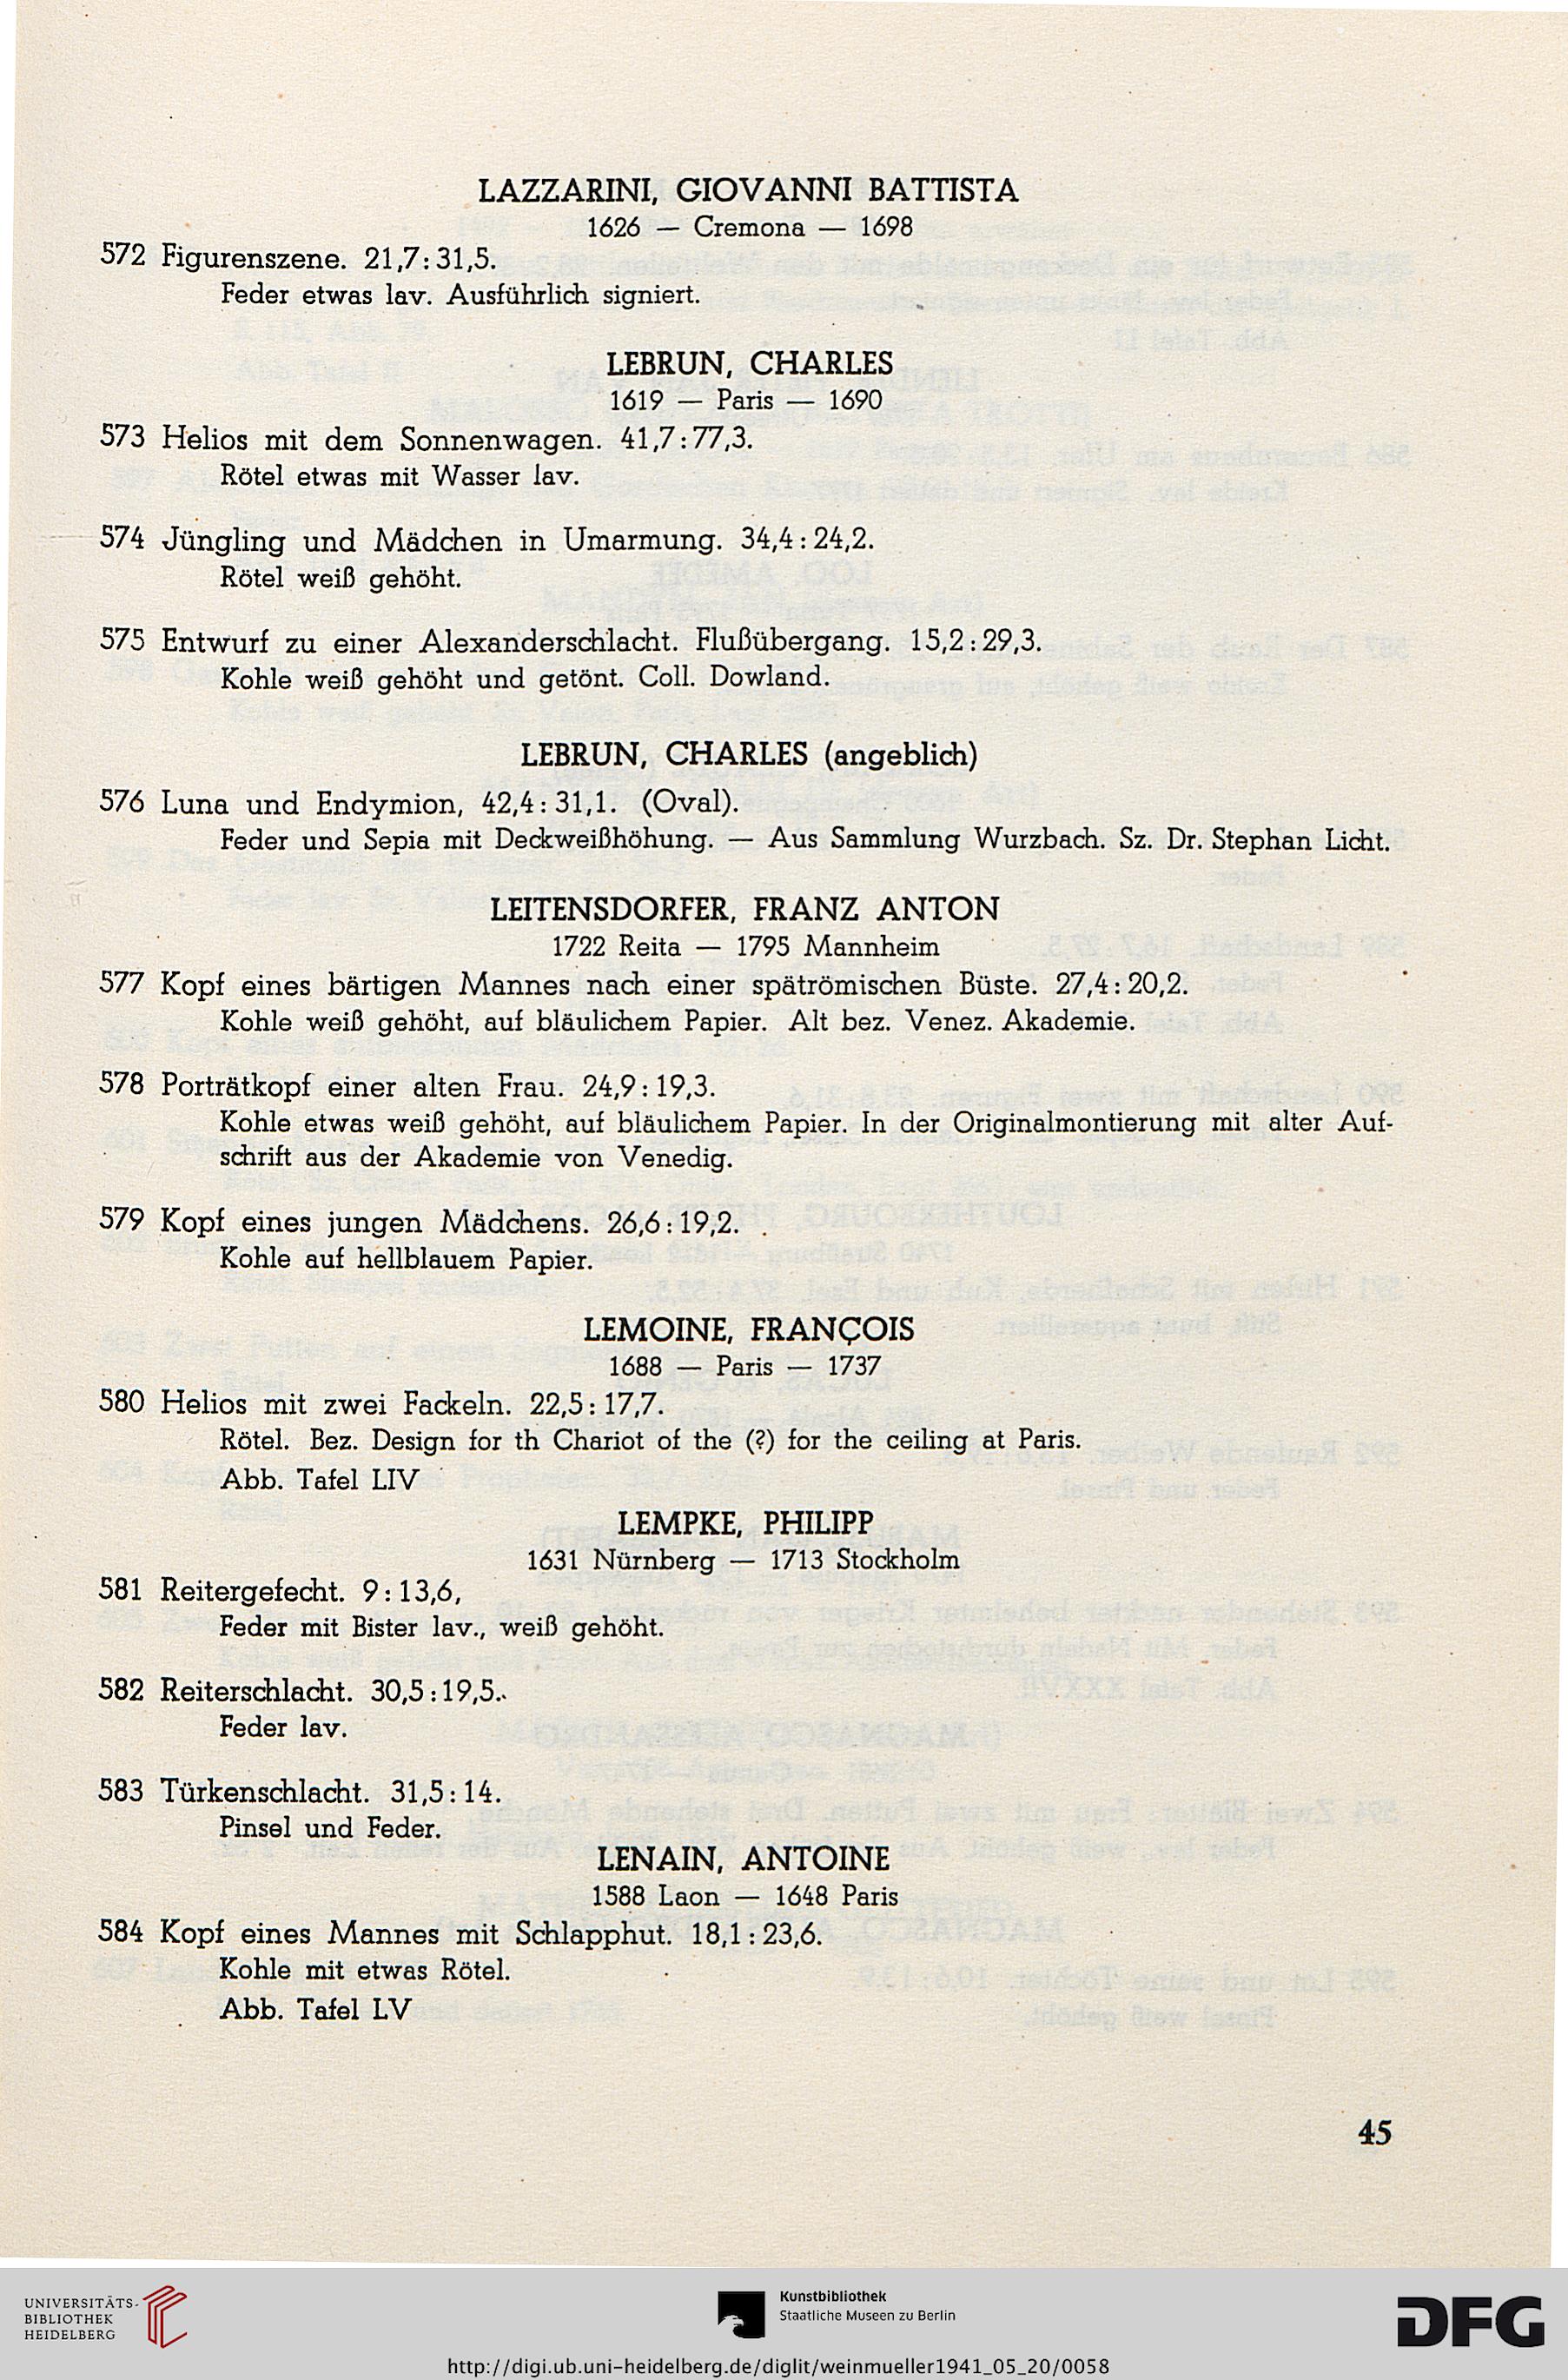 LAZZARINI, GIOVANNI BATTISTA
1626 — Cremona — 1698
572 Figurenszene. 21,7:31,5.
Feder etwas lav. Ausführlich signiert.
LEBRUN, CHARLES
1619 — Paris — 1690
573 Helios mit dem Sonnenwagen. 41,7:77,3.
Rötel etwas mit Wasser lav.
574 Jüngling und Mädchen in Umarmung. 34,4:24,2.
Rötel weiß gehöht.
575 Entwurf zu einer Alexanderschlacht. Flußübergang. 15,2:29,3.
Kohle weiß gehöht und getönt. Coll. Dowland.
LEBRUN, CHARLES (angeblich)
576 Luna und Endymion, 42,4:31,1. (Oval).
Feder und Sepia mit Deckweißhöhung. — Aus Sammlung Wurzbach. Sz. Dr. Stephan Licht.
LEITENSDORFER, FRANZ ANTON
1722 Reita — 1795 Mannheim
577 Kopf eines bärtigen Mannes nach einer spätrömischen Büste. 27,4:20,2.
Kohle weiß gehöht, auf bläulichem Papier. Alt bez. Venez. Akademie.
578 Porträtkopf einer alten Frau. 24,9:19,3.
Kohle etwas weiß gehöht, auf bläulichem Papier. In der Originalmontierung mit alter Auf-
schrift aus der Akademie von Venedig.
579 Kopf eines jungen Mädchens. 26,6:19,2.
Kohle auf hellblauem Papier.
LEMOINE, FRANÇOIS
1688 — Paris — 1737
580 Helios mit zwei Fackeln. 22,5:17,7.
Rötel. Bez. Design for th Chariot of the (?) for the ceiling at Paris.
Abb. Tafel LIV
LEMPKE, PHILIPP
1631 Nürnberg — 1713 Stockholm
581 Reitergefecht. 9:13,6,
Feder mit Bister lav., weiß gehöht.
582 Reiterschlacht. 30,5:19,5..
Feder lav.
583 Türkenschlacht. 31,5:14.
Pinsel und Feder.
LENAIN, ANTOINE
1588 Laon — 1648 Paris
584 Kopf eines Mannes mit Schlapphut. 18,1:23,6.
Kohle mit etwas Rötel.
Abb. Tafel LV
45
UNIVERSITÄTS-
BIBLIOTHEK
HEIDELBERG
Kunstbibliothek
Staatliche Museen zu Berlin
DFG
http://digi.ub.uni-heidelberg.de/diglit/weinmueller1941_05_20/0058